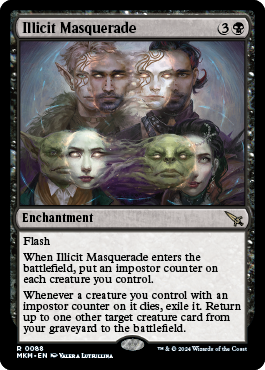 Illicit Masquerade 3
Enchantment
Flash
When Illicit Masquerade enters the
battlefield, put an impostor counter on
each creature you control.
Whenever a creature you control with an
impostor counter on it dies, exile it. Return
up to one other target creature card from
your graveyard to the battlefield.
R 0088
MKM • EN Valera Lutfullina
™ & © 2024 Wizards of the Coast